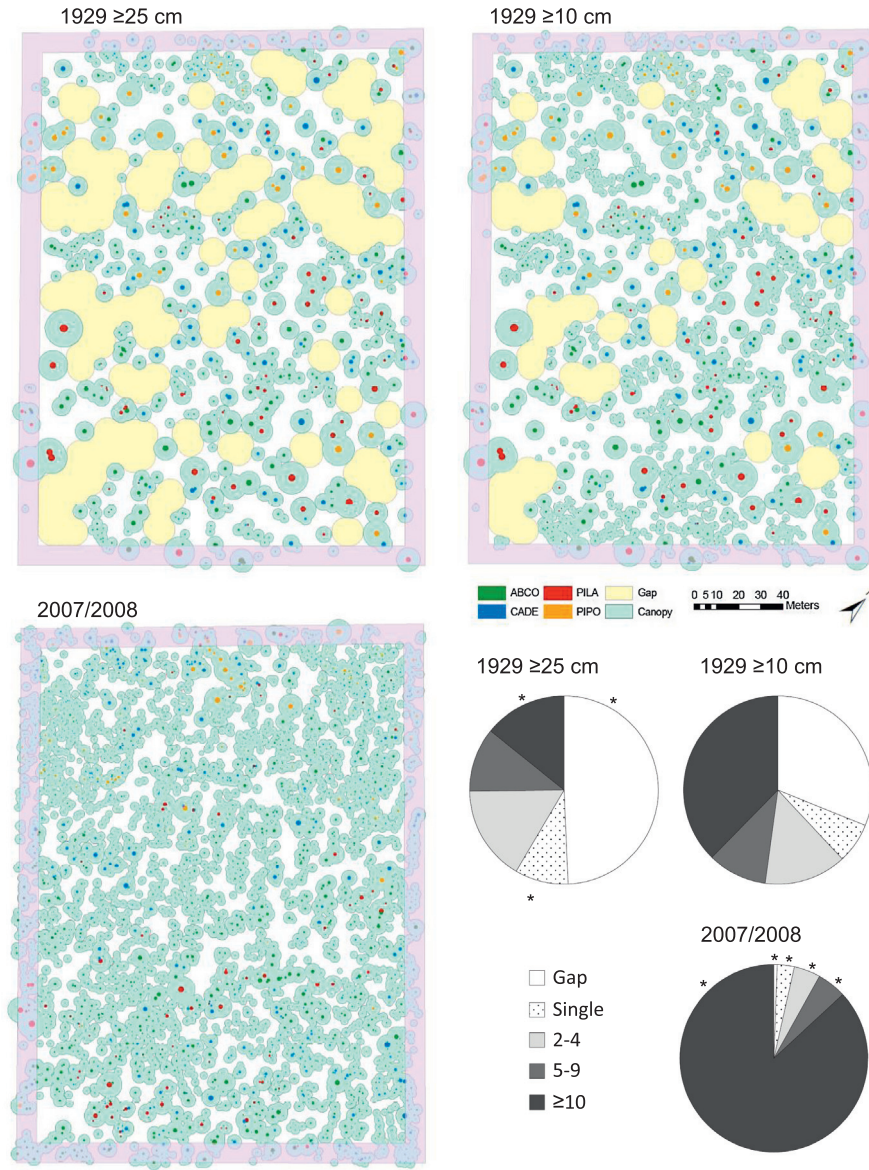 1929 ≥25 cm
1929 ≥10 cm
ABCO PILA Gap
CADE PIPO Canopy
0 5 10 20 30 40
Meters
2007/2008
1929 ≥25 cm
1929 ≥10 cm
* *
*
2007/2008
* * * * *
Gap
Single
2-4
5-9
≥10